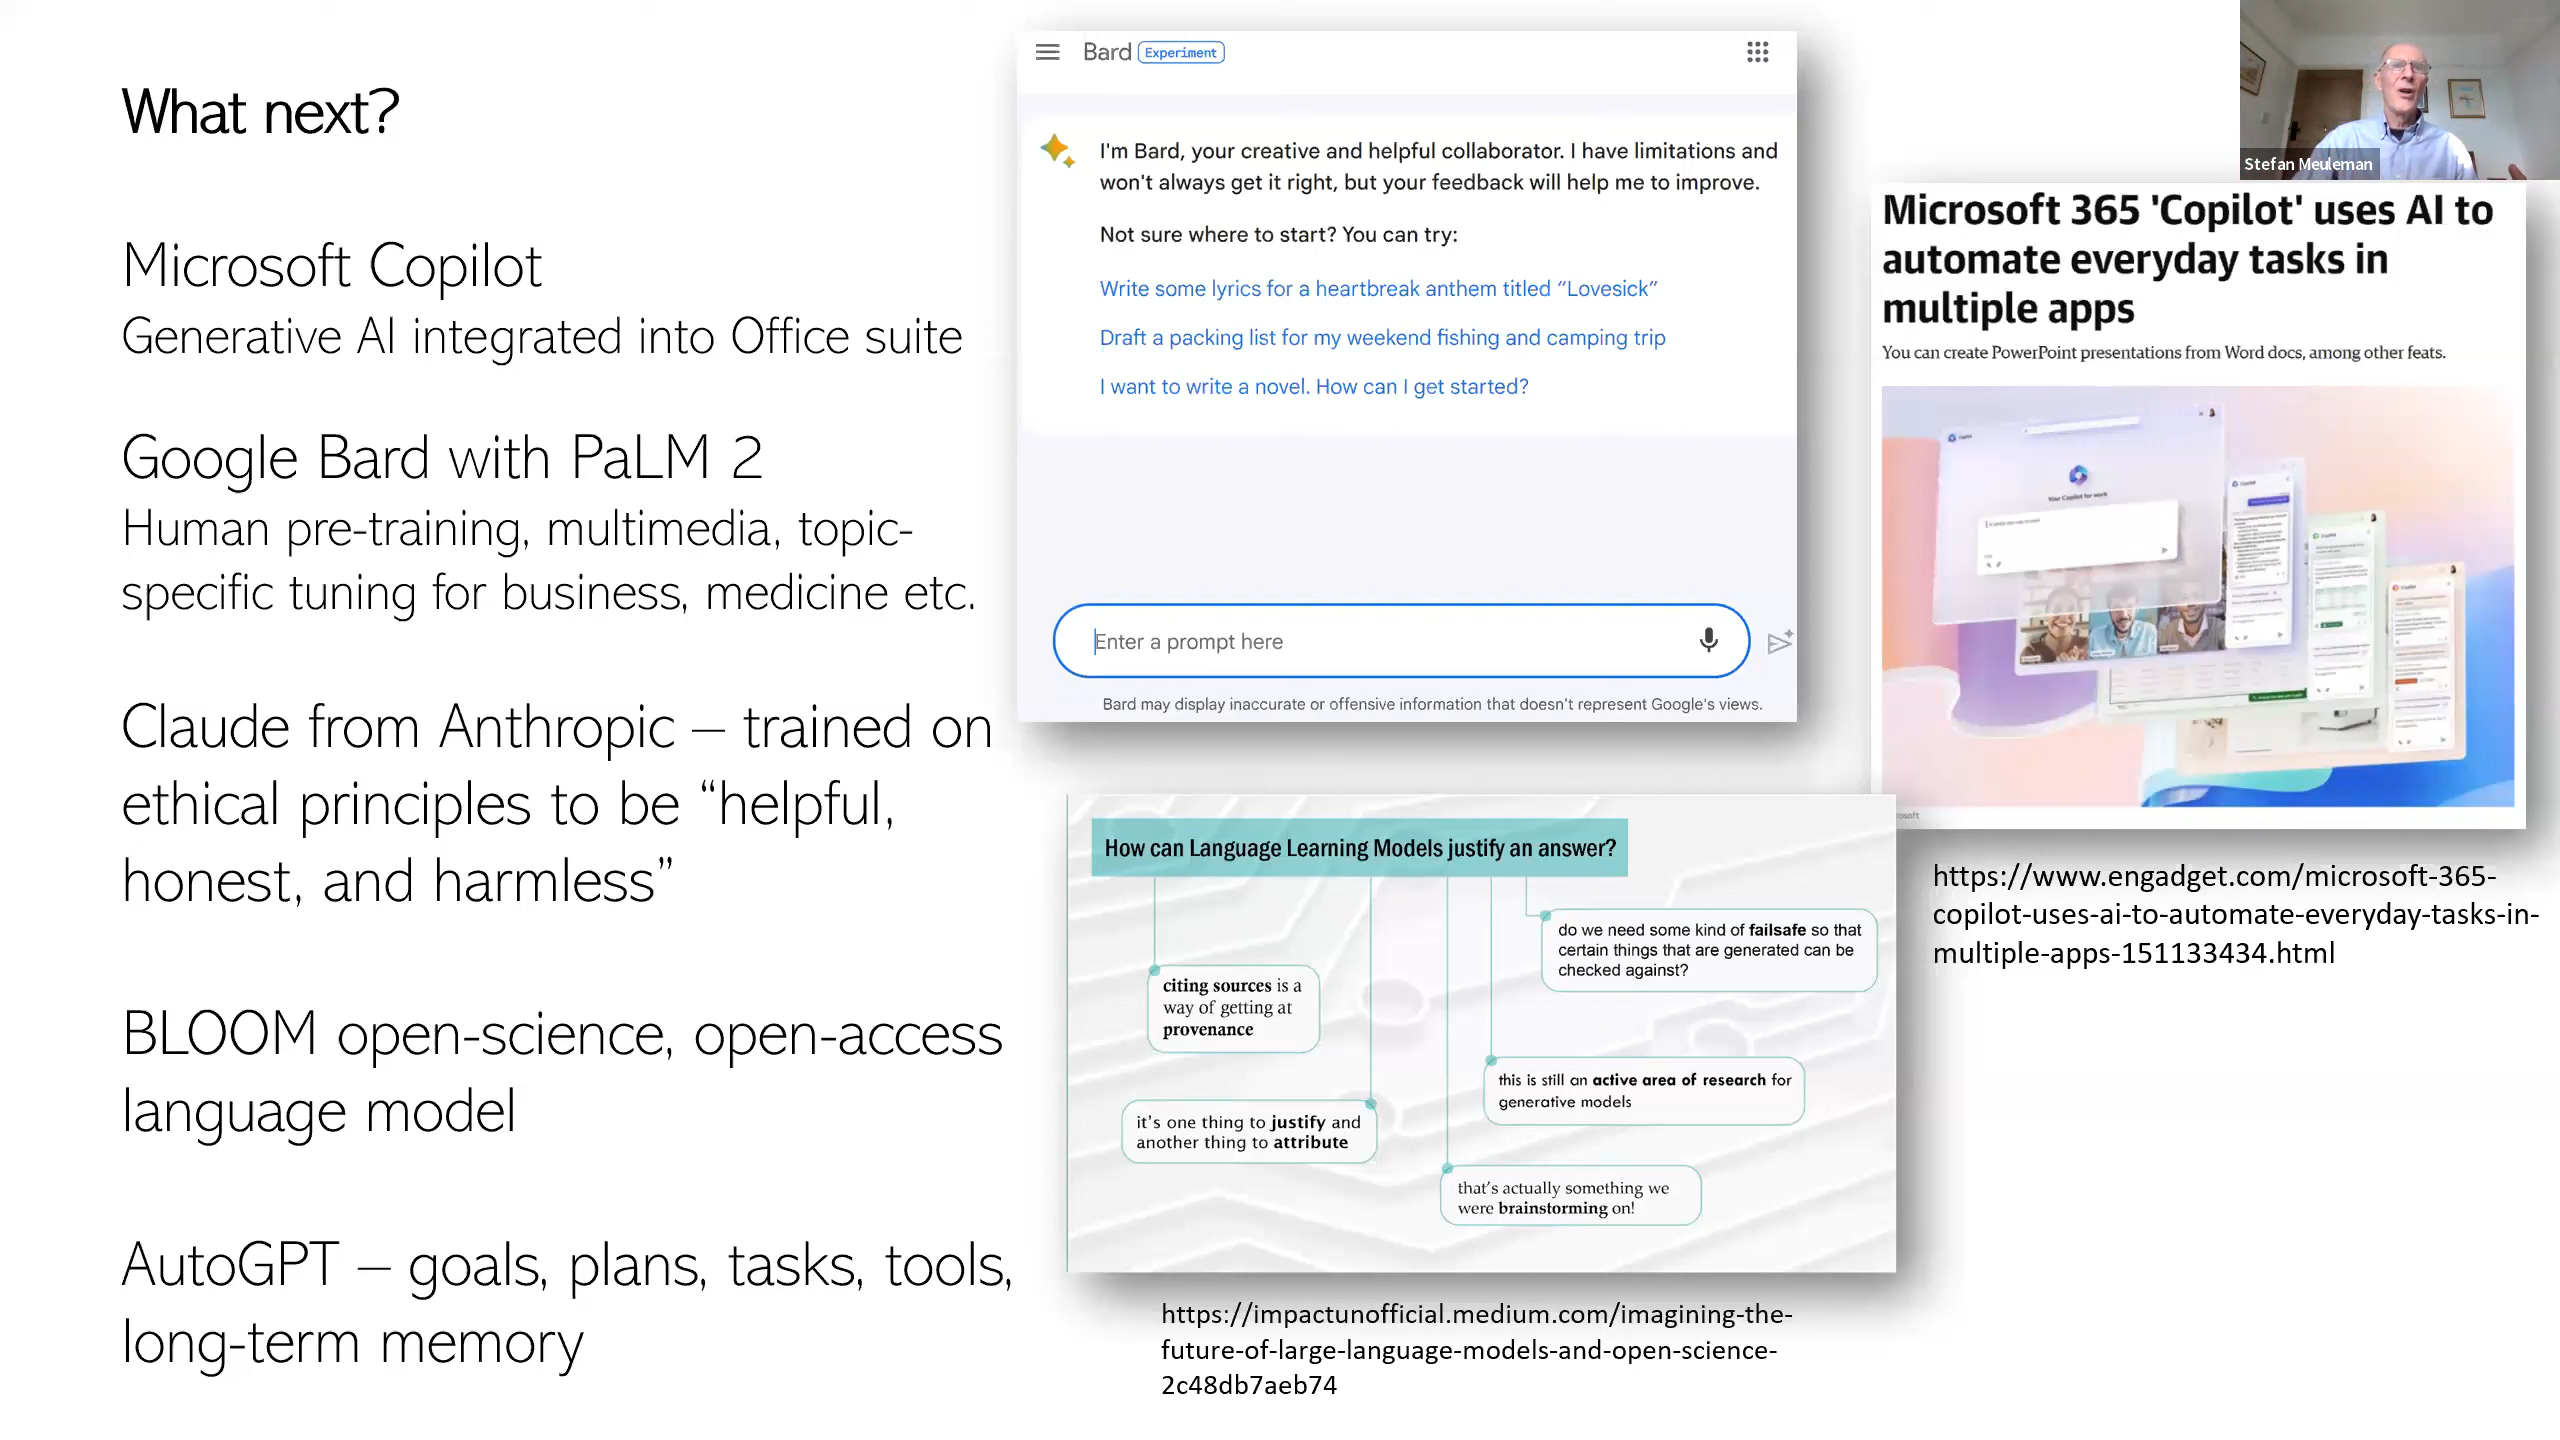 What next?
Microsoft Copilot
Generative AI integrated into Office suite
Google Bard with PaLM 2
Human pre-training, multimedia, topic-
specific tuning for business, medicine etc.
Claude from Anthropic – trained on
ethical principles to be “helpful,
honest, and harmless”
BLOOM open-science, open-access
language model
AutoGPT – goals, plans, tasks, tools,
long-term memory
Bard Experiment
I'm Bard, your creative and helpful collaborator. I have limitations and
won't always get it right, but your feedback will help me to improve.
Not sure where to start? You can try:
Write some lyrics for a heartbreak anthem titled “Lovesick”
Draft a packing list for my weekend fishing and camping trip
I want to write a novel. How can I get started?
Enter a prompt here
Bard may display inaccurate or offensive information that doesn't represent Google's views.
How can Language Learning Models justify an answer?
do we need some kind of failsafe so that
certain things that are generated can be
checked against?
citing sources is a
way of getting at
provenance
this is still an active area of research for
generative models
it's one thing to justify and
another thing to attribute
that's actually something we
were brainstorming on!
https://impactunofficial.medium.com/imagining-the-
future-of-large-language-models-and-open-science-
2c48db7aeb74
Stefan Meuleman
Microsoft 365 'Copilot' uses AI to
automate everyday tasks in
multiple apps
You can create PowerPoint presentations from Word docs, among other feats.
Your Copilot for work
https://www.engadget.com/microsoft-365-
copilot-uses-ai-to-automate-everyday-tasks-in-
multiple-apps-151133434.html